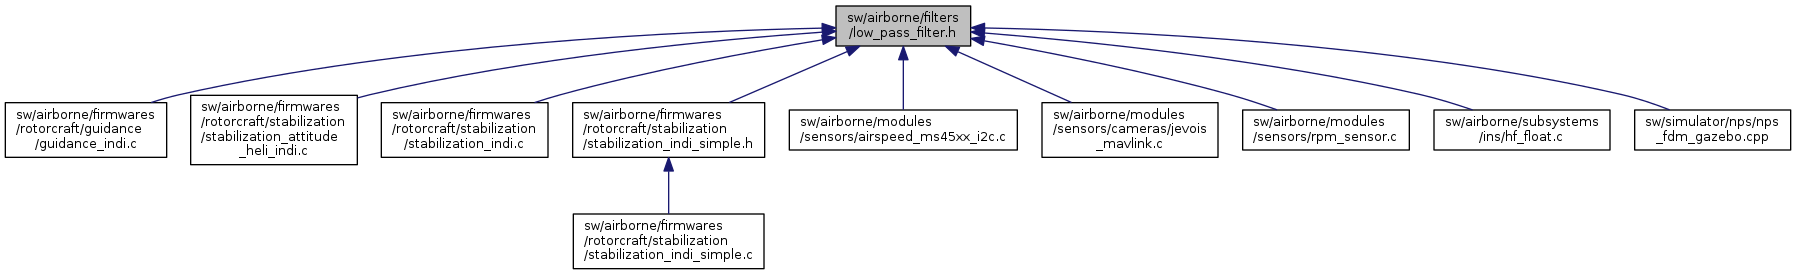 sw/airborne/filters
/low_pass_filter.h
sw/airborne/firmwares
/rotorcraft/guidance
/guidance_indi.c
sw/airborne/firmwares
/rotorcraft/stabilization
/stabilization_attitude
_heli_indi.c
sw/airborne/firmwares
/rotorcraft/stabilization
/stabilization_indi.c
sw/airborne/firmwares
/rotorcraft/stabilization
/stabilization_indi_simple.h
sw/airborne/modules
/sensors/airspeed_ms45xx_i2c.c
sw/airborne/modules
/sensors/cameras/jevois
_mavlink.c
sw/airborne/modules
/sensors/rpm_sensor.c
sw/airborne/subsystems
/ins/hf_float.c
sw/simulator/nps/nps
_fdm_gazebo.cpp
sw/airborne/firmwares
/rotorcraft/stabilization
/stabilization_indi_simple.c